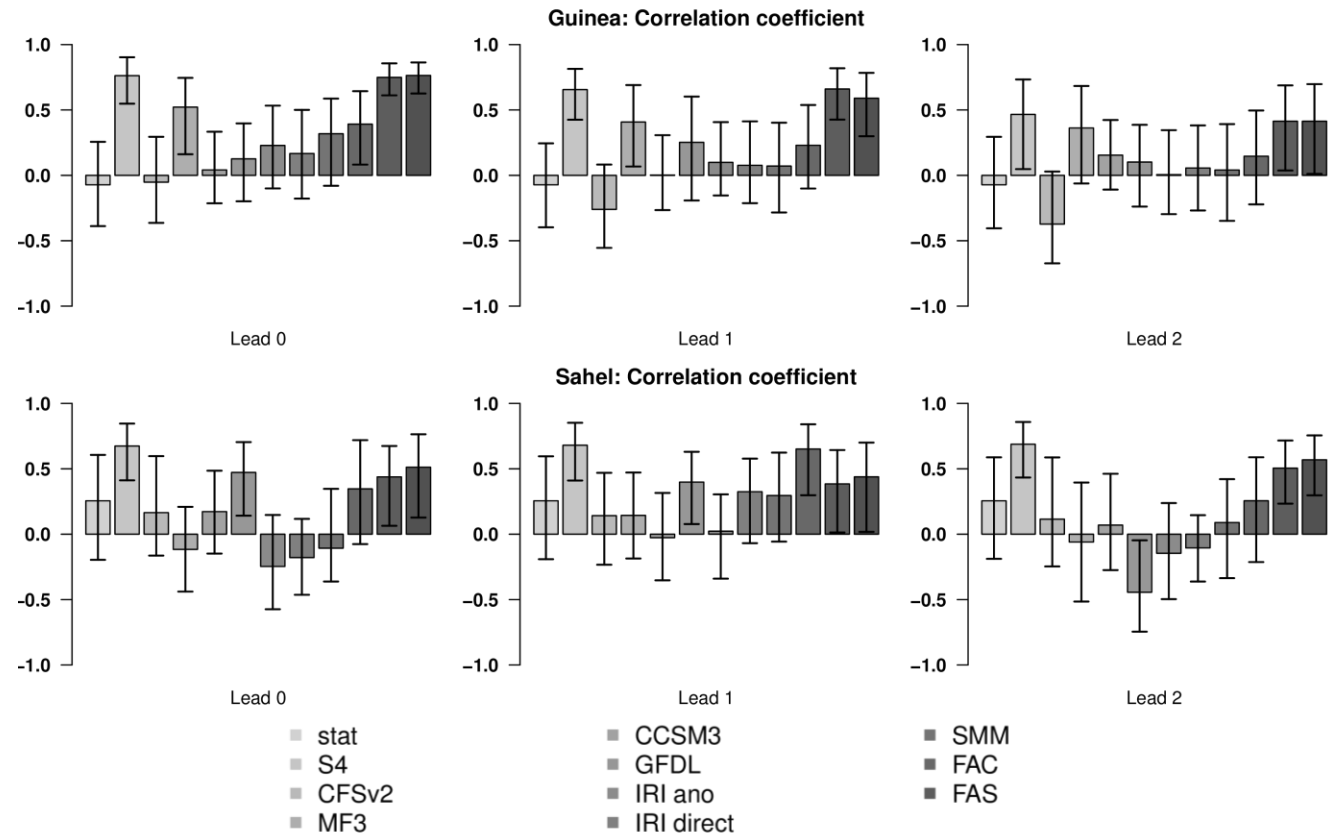 Guinea: Correlation coefficient
1.0 1.0 1.0
0.5 0.5 0.5
0.0 0.0 0.0
−0.5 −0.5 −0.5
−1.0 −1.0 −1.0
Lead 0 Lead 1 Lead 2
Sahel: Correlation coefficient
1.0 1.0 1.0
0.5 0.5 0.5
0.0 0.0 0.0
−0.5 −0.5 −0.5
−1.0 −1.0 −1.0
Lead 0 Lead 1 Lead 2
stat CCSM3 SMM
S4 GFDL FAC
CFSv2 IRI ano FAS
MF3 IRI direct